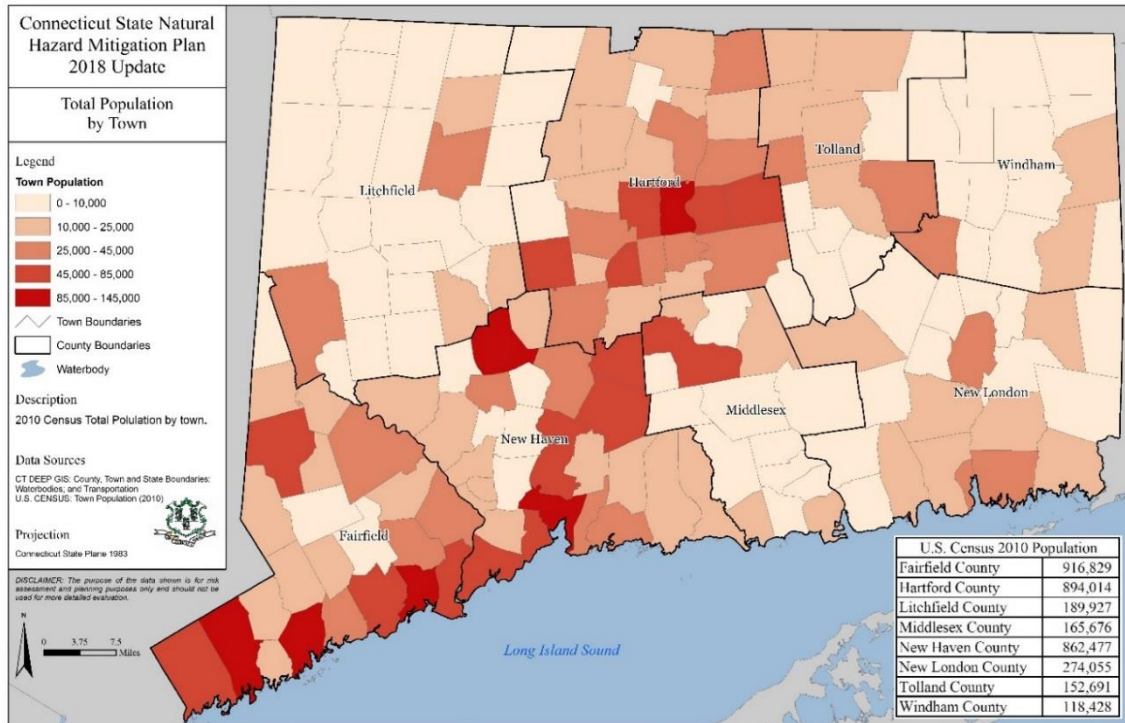 Connecticut State Natural
Hazard Mitigation Plan
2018 Update
Total Population
by Town
Legend
Town Population
0 - 10,000
10,000 - 25,000
25,000 - 45,000
45,000 - 85,000
85,000 - 145,000
Town Boundaries
County Boundaries
Waterbody
Description
2010 Census Total Polulation by town.
Data Sources
CT DEEP GIS: County, Town and State Boundaries:
Waterbodies; and Transportation
U.S. CENSUS: Town Population (2010)
Projection
Connecticut State Plane 1983
DISCLAIMER: The purpose of the data shown is for risk
assessment and planning purposes only and should not be
used for more detailed evaluation.
N
0 3.75 7.5
Miles
Litchfield
Hartford
Tolland
Windham
New Haven
Middlesex
New London
Fairfield
Long Island Sound
U.S. Census 2010 Population
Fairfield County 916,829
Hartford County 894,014
Litchfield County 189,927
Middlesex County 165,676
New Haven County 862,477
New London County 274,055
Tolland County 152,691
Windham County 118,428